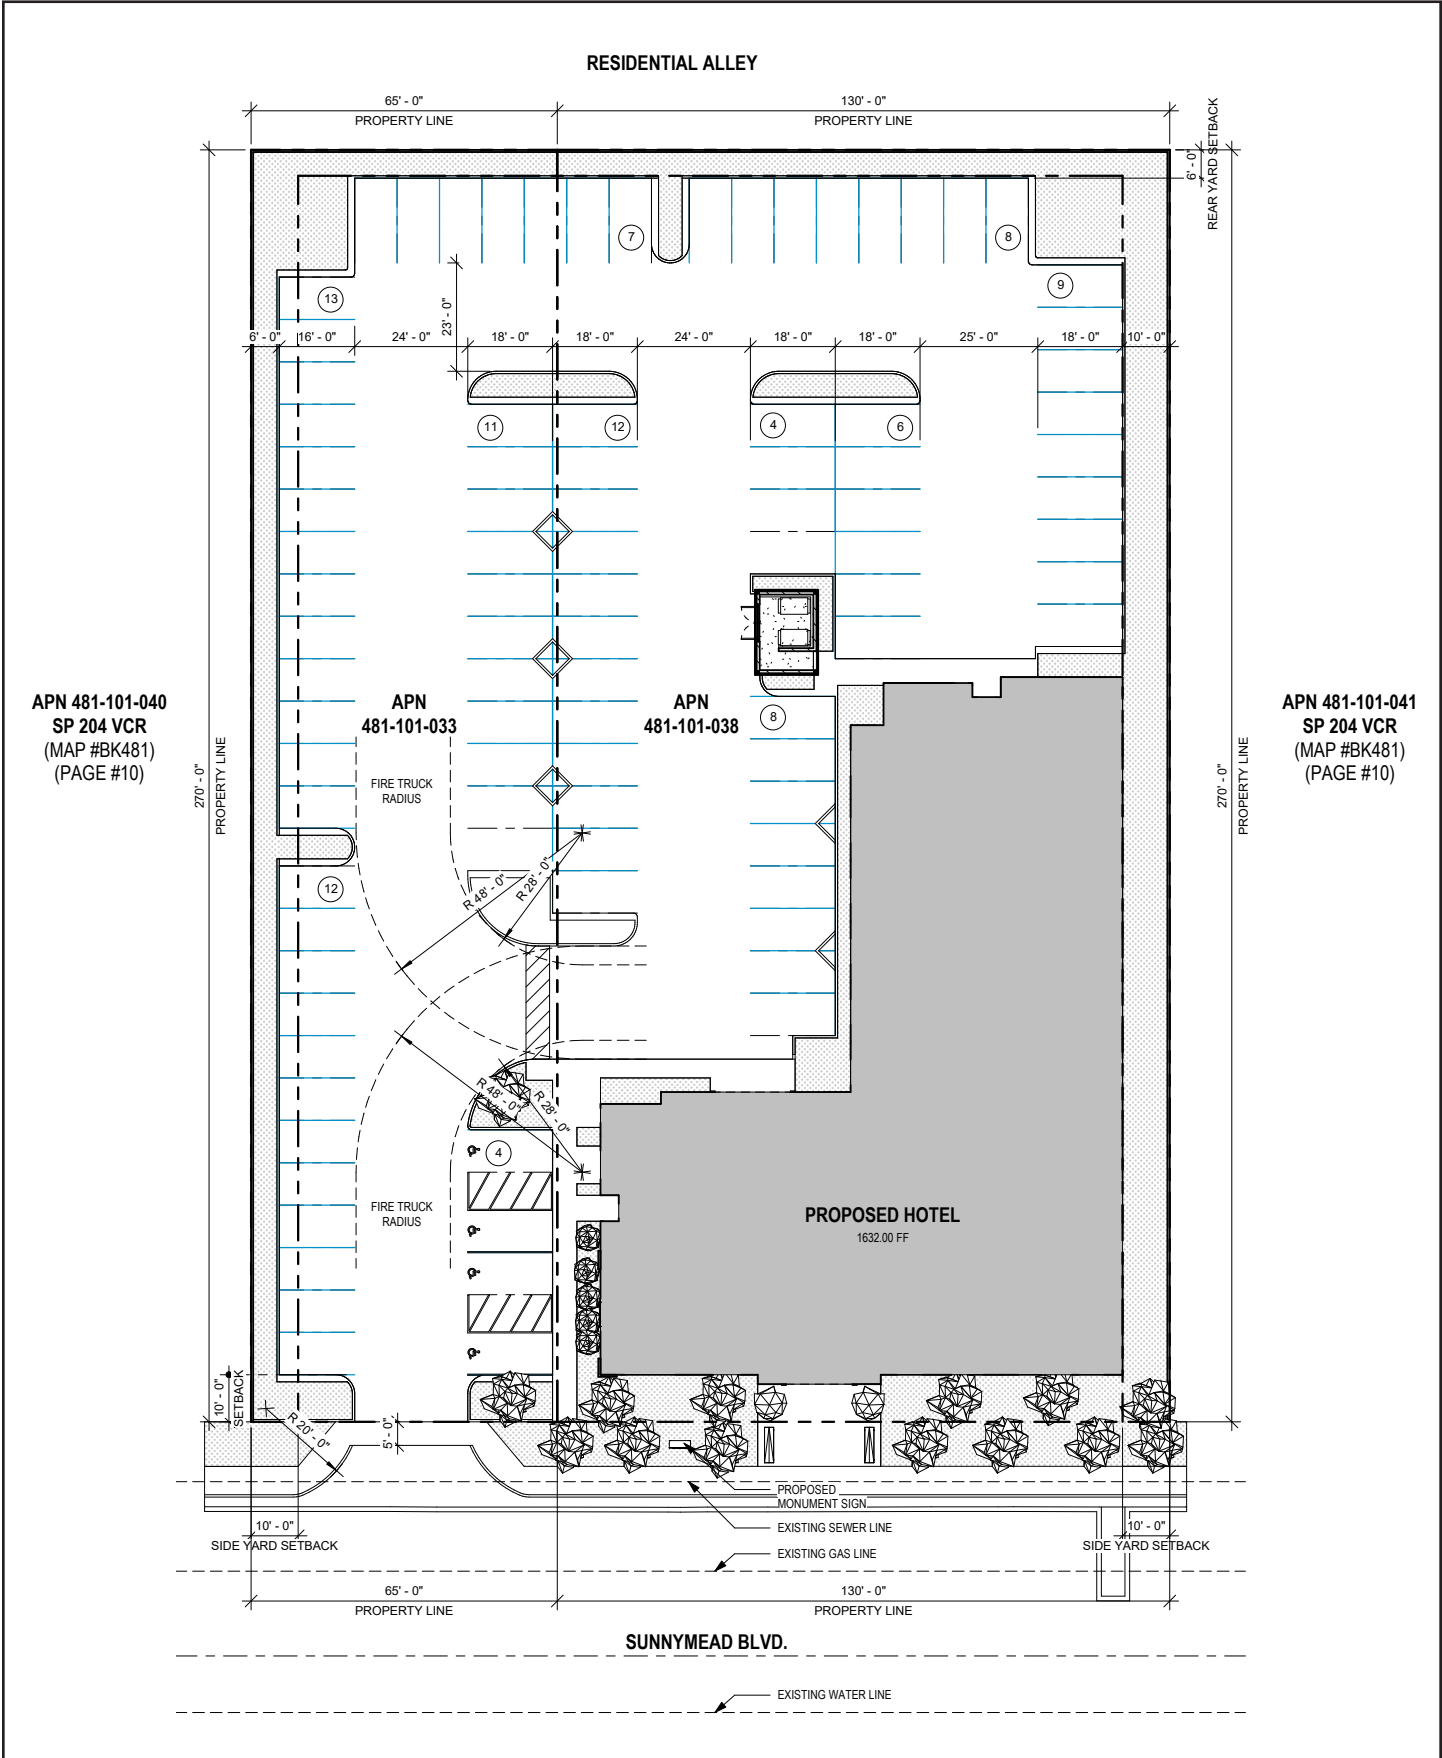 RESIDENTIAL ALLEY
65' - 0"
PROPERTY LINE
130' - 0"
PROPERTY LINE
6' - 0"
REAR YARD SETBACK
7
8
13
9
23' - 0"
6' - 0"
16' - 0"
24' - 0"
18' - 0"
18' - 0"
24' - 0"
18' - 0"
18' - 0"
25' - 0"
18' - 0"
10' - 0"
11
12
4
6
APN 481-101-040
SP 204 VCR
(MAP #BK481)
(PAGE #10)
270' - 0"
PROPERTY LINE
APN
481-101-033
APN
481-101-038
8
APN 481-101-041
SP 204 VCR
(MAP #BK481)
(PAGE #10)
270' - 0"
PROPERTY LINE
FIRE TRUCK
RADIUS
R 48' - 0"
R 28' - 0"
12
R 48' - 0"
R 28' - 0"
4
FIRE TRUCK
RADIUS
PROPOSED HOTEL
1632.00 FF
10' - 0"
SETBACK
R 20' - 0"
5' - 0"
PROPOSED
MONUMENT SIGN
10' - 0"
SIDE YARD SETBACK
EXISTING SEWER LINE
10' - 0"
SIDE YARD SETBACK
EXISTING GAS LINE
65' - 0"
PROPERTY LINE
130' - 0"
PROPERTY LINE
SUNNYMEAD BLVD.
EXISTING WATER LINE